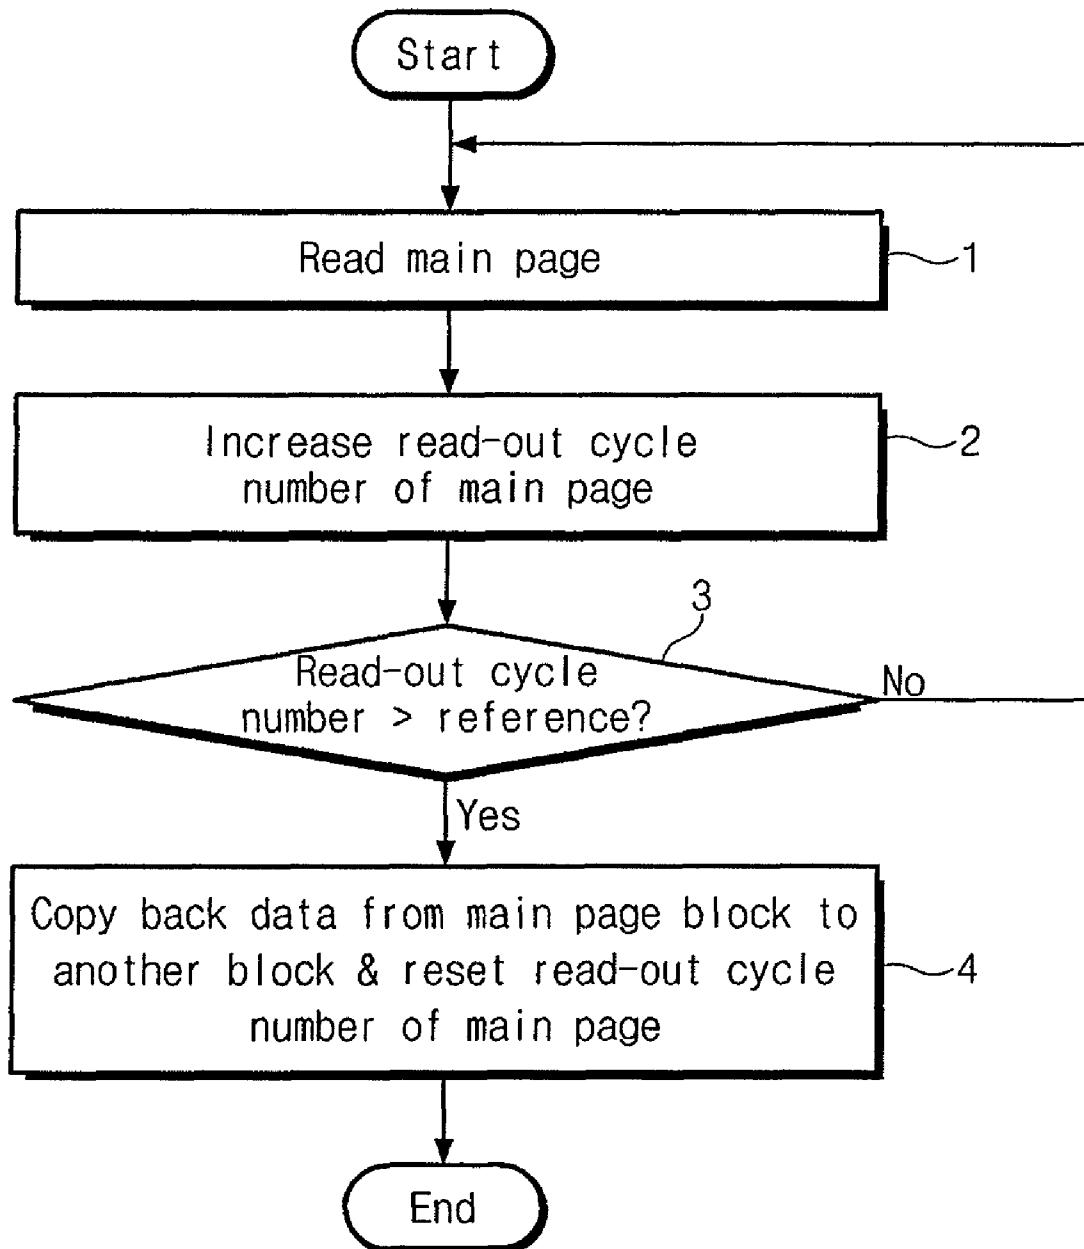 Start
Read main page
1
Increase read-out cycle
number of main page
2
3
Read-out cycle
number > reference?
No
Yes
Copy back data from main page block to
another block & reset read-out cycle
number of main page
4
End